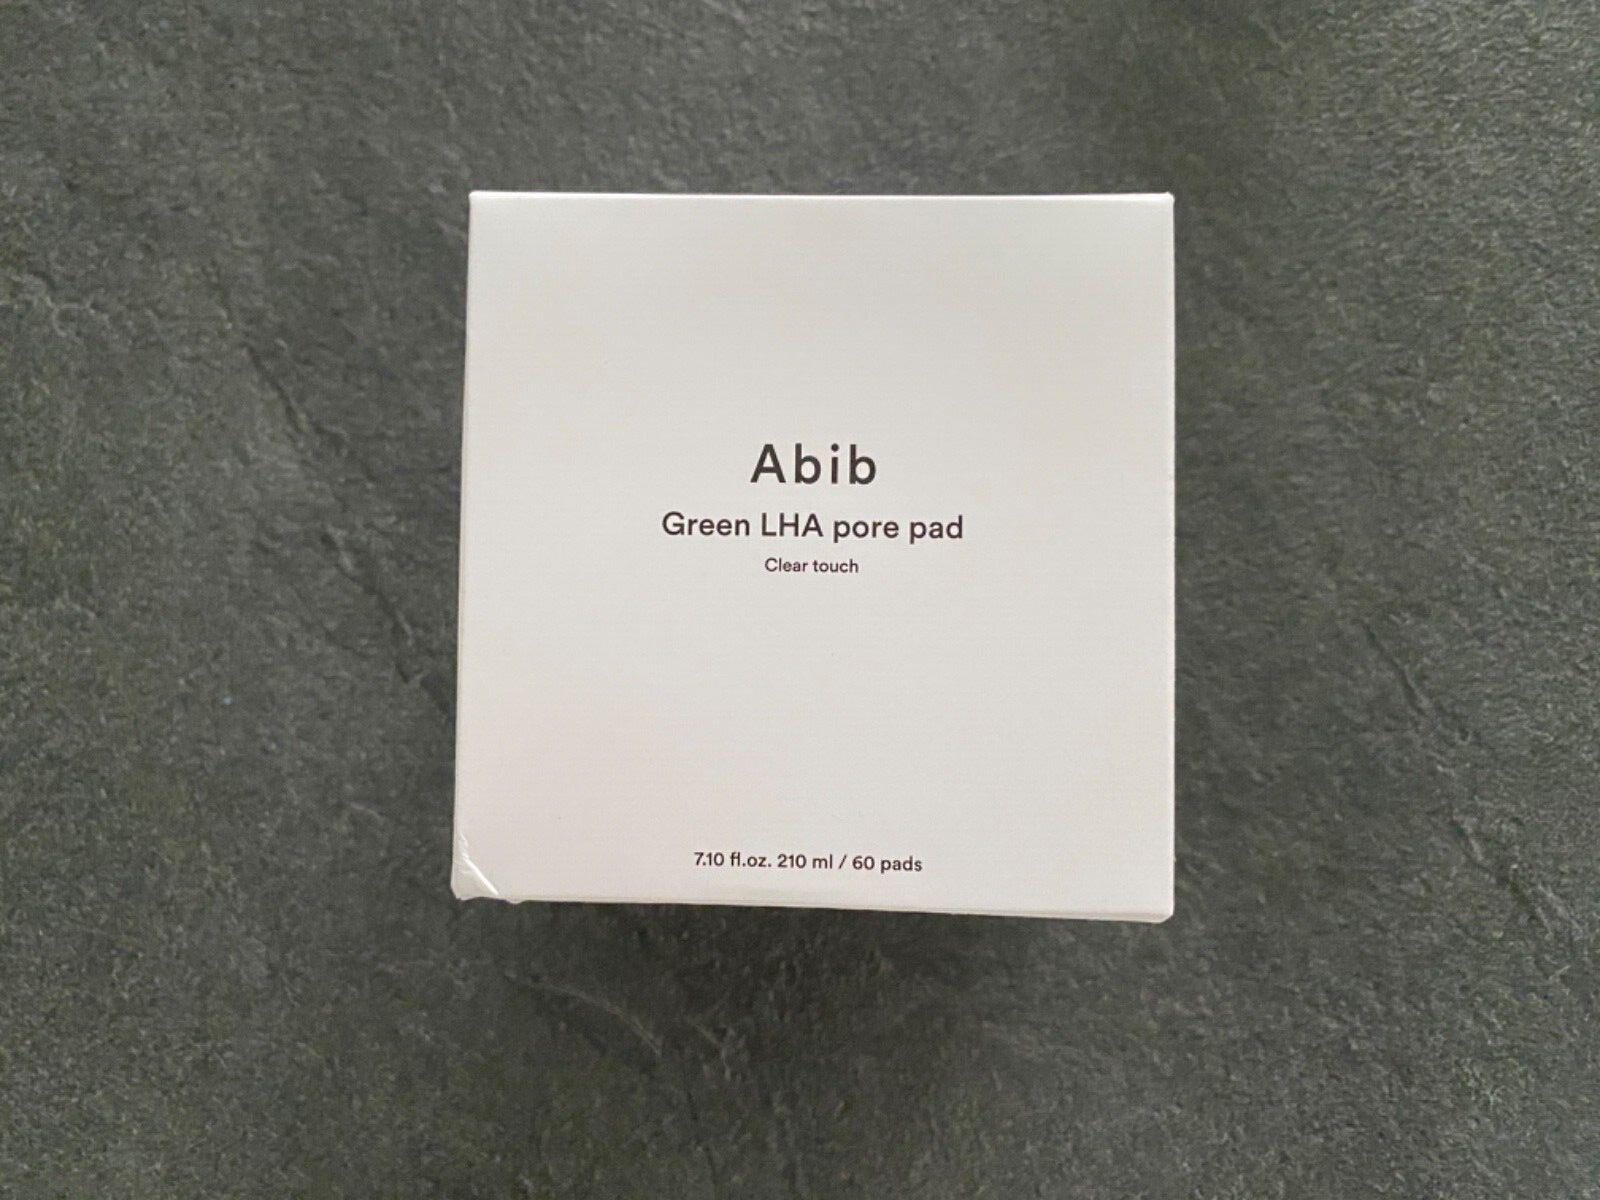 Abib
Green LHA pore pad
Clear touch
7.10 fl.oz. 210 ml / 60 pads